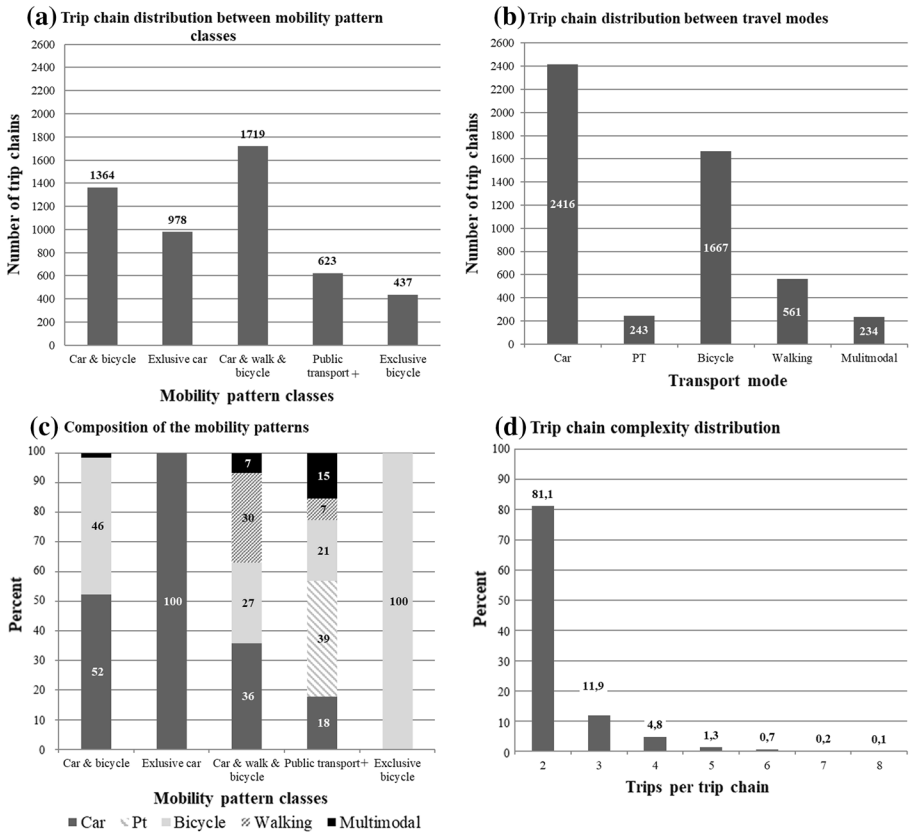 (a) Trip chain distribution between mobility pattern
classes
Number of trip chains
2600
2400
2200
2000
1800
1600
1400
1200
1000
800
600
400
200
0
1364
978
1719
623
437
Car & bicycle
Exlusive car
Car & walk &
bicycle
Public
transport+
Exclusive
bicycle
Mobility pattern classes
(b) Trip chain distribution between travel modes
Number of trip chains
2600
2400
2200
2000
1800
1600
1400
1200
1000
800
600
400
200
0
2416
243
1667
561
234
Car
PT
Bicycle
Walking
Mulitmodal
Transport mode
(c) Composition of the mobility patterns
Percent
100
90
80
70
60
50
40
30
20
10
0
46
52
100
7
30
27
36
15
7
21
39
18
100
Car & bicycle
Exlusive car
Car & walk &
bicycle
Public transport+
Exclusive
bicycle
Mobility pattern classes
Car Pt Bicycle Walking Multimodal
(d) Trip chain complexity distribution
Percent
100
90
80
70
60
50
40
30
20
10
0
81,1
11,9
4,8
1,3
0,7
0,2
0,1
2 3 4 5 6 7 8
Trips per trip chain